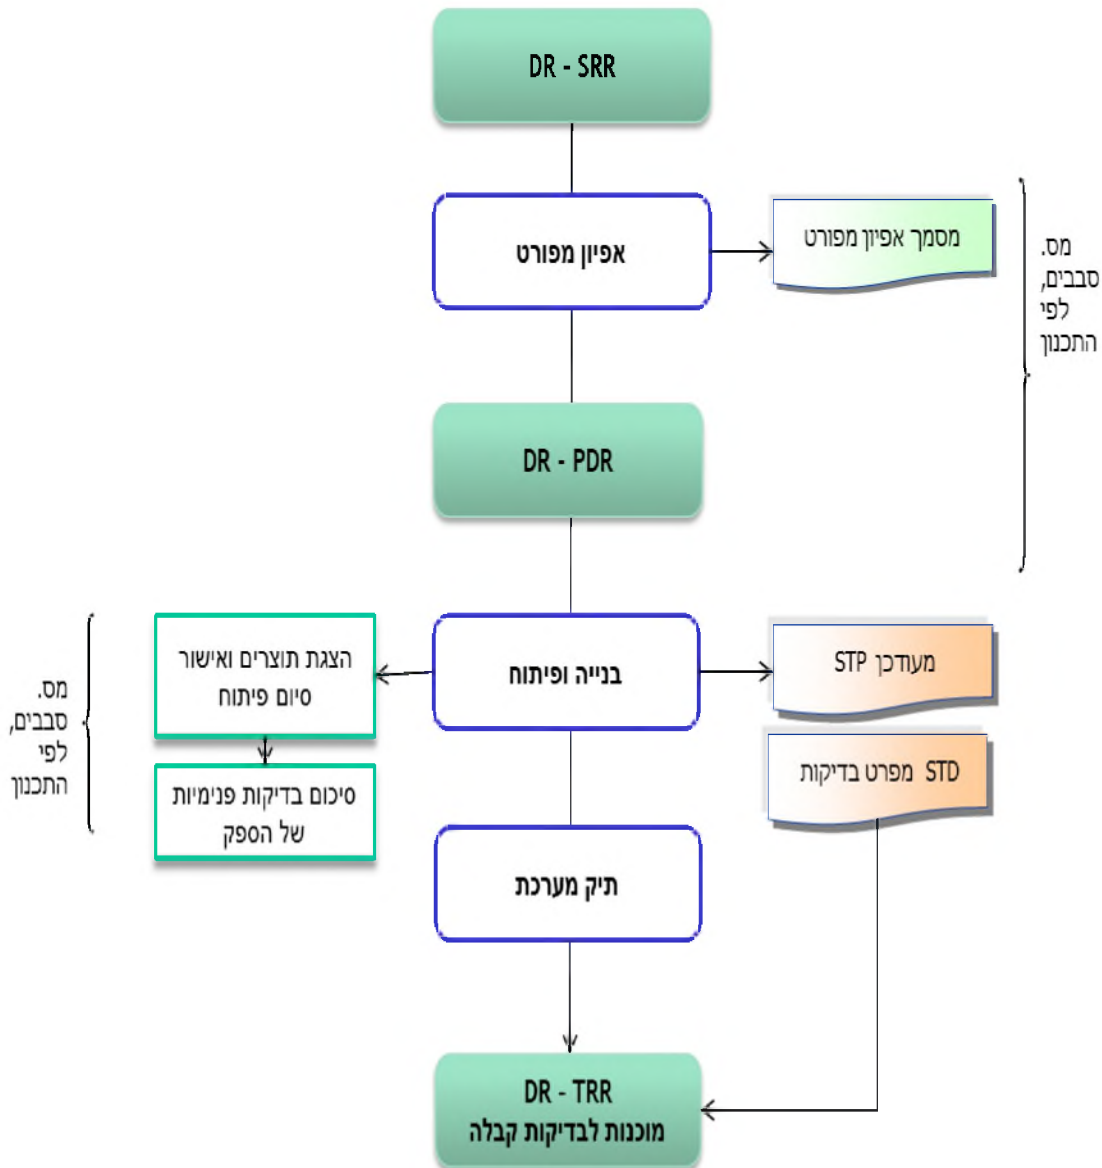 DR - SRR
אפיון מפורט
מסמך אפיון מפורט
מס.
סבבים,
לפי
התכנון
DR - PDR
בנייה ופיתוח
STP מעודכן
STD מפרט בדיקות
הצגת תוצרים ואישור
סיום פיתוח
סיכום בדיקות פנימיות
של הספק
מס.
סבבים,
לפי
התכנון
תיק מערכת
DR - TRR
מוכנות לבדיקות קבלה